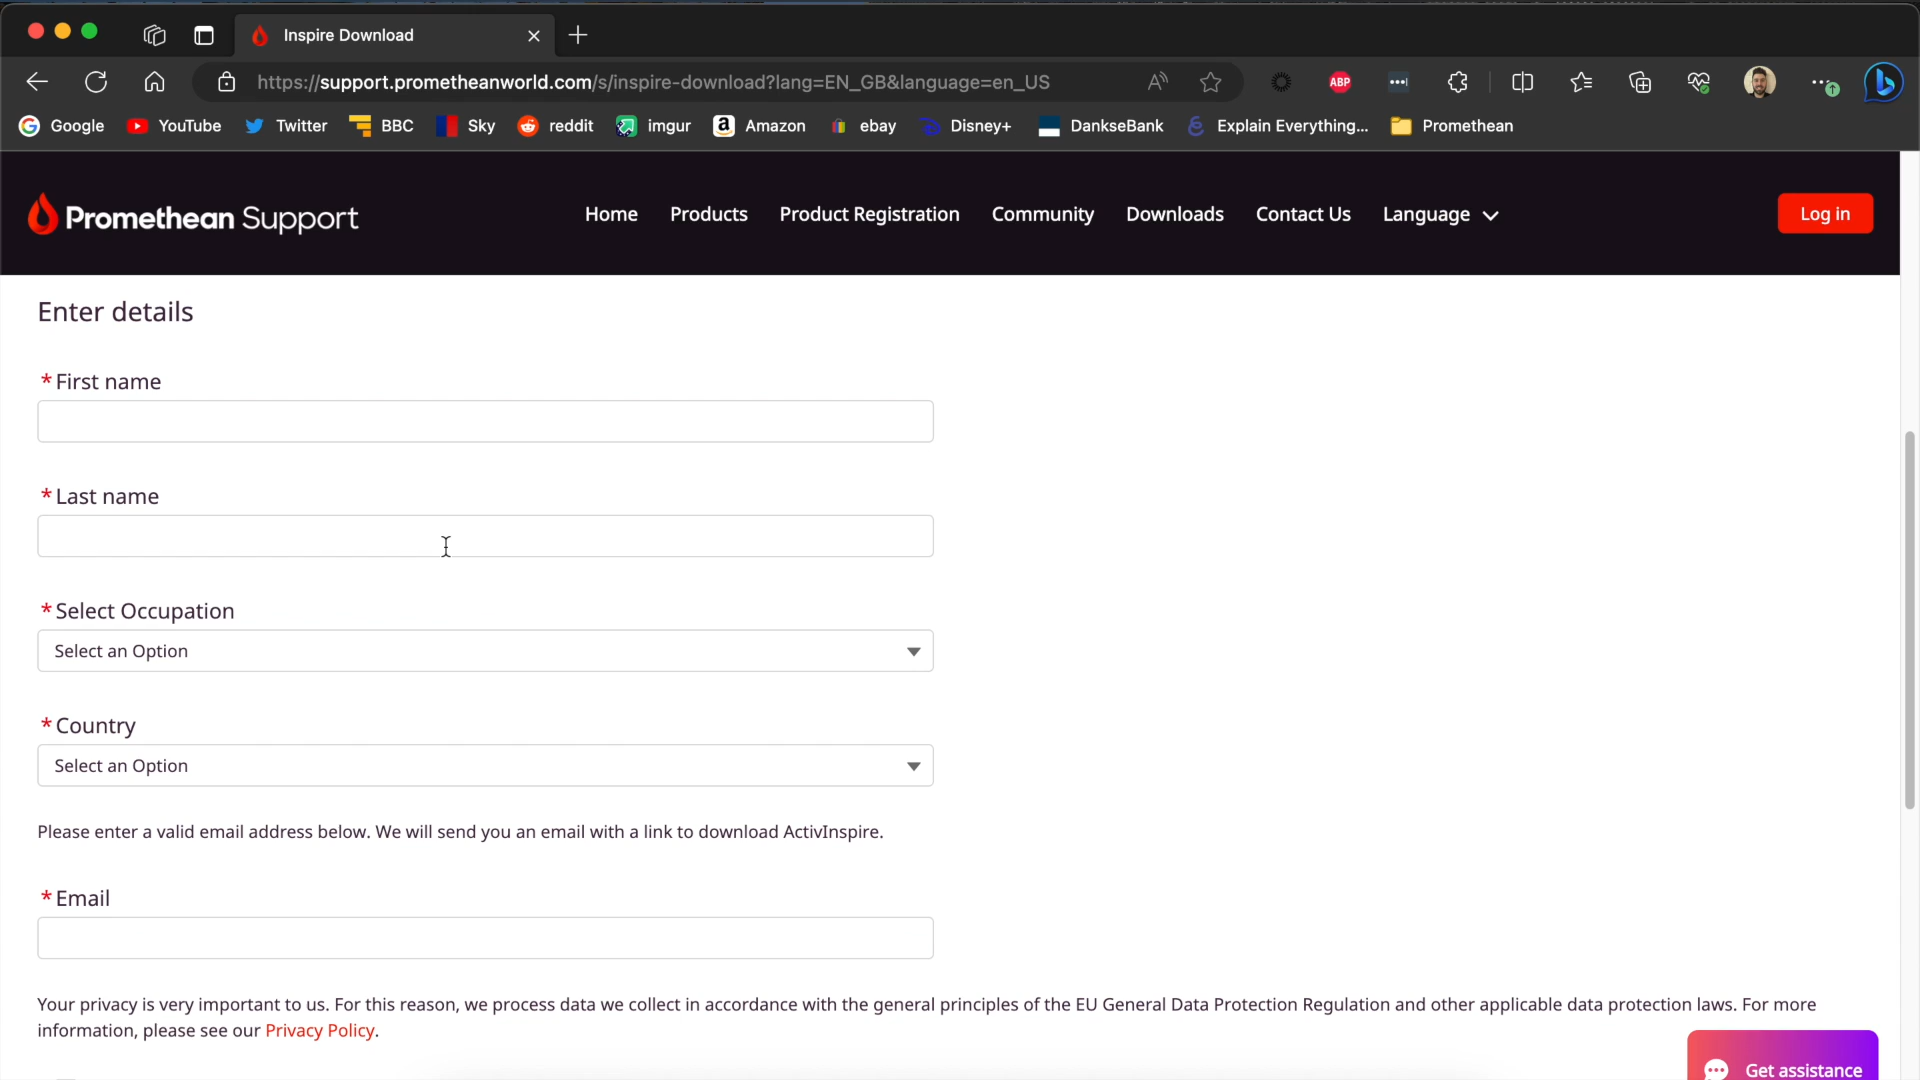 Inspire Download
https://support.prometheanworld.com/s/inspire-download?lang=EN_GB&language=en_US
ABP
Google YouTube Twitter BBC Sky reddit imgur Amazon ebay Disney+ DankseBank Explain Everything... Promethean
Promethean Support Home Products Product Registration Community Downloads Contact Us Language Log in
Enter details
*First name
*Last name
*Select Occupation
Select an Option
*Country
Select an Option
Please enter a valid email address below. We will send you an email with a link to download ActivInspire.
*Email
Your privacy is very important to us. For this reason, we process data we collect in accordance with the general principles of the EU General Data Protection Regulation and other applicable data protection laws. For more
information, please see our Privacy Policy.
Get assistance